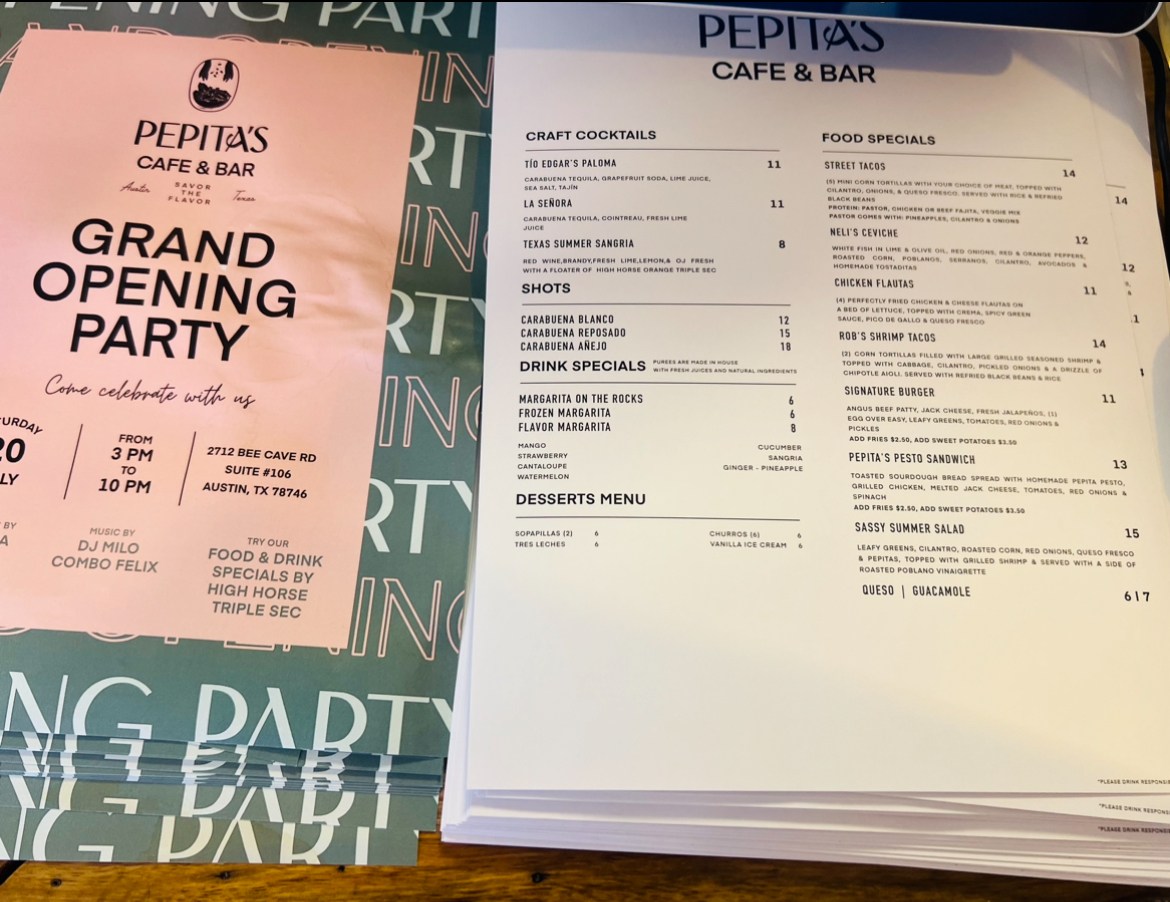 PEPITA'S
CAFE & BAR
Austin
SAVOR
THE
FLAVOR
Texas
GRAND
OPENING
PARTY
Come celebrate with us
FROM
3 PM
TO
10 PM
2712 BEE CAVE RD
SUITE #106
AUSTIN, TX 78746
MUSIC BY
DJ MILO
COMBO FELIX
TRY OUR
FOOD & DRINK
SPECIALS BY
HIGH HORSE
TRIPLE SEC
PEPITA'S
CAFE & BAR
CRAFT COCKTAILS
TÍO EDGAR'S PALOMA 11
CARABUENA TEQUILA, GRAPEFRUIT SODA, LIME JUICE,
SEA SALT, TAJÍN
LA SEÑORA 11
CARABUENA TEQUILA, COINTREAU, FRESH LIME
JUICE
TEXAS SUMMER SANGRIA 8
RED WINE,BRANDY,FRESH LIME,LEMON,& OJ FRESH
WITH A FLOATER OF HIGH HORSE ORANGE TRIPLE SEC
SHOTS
CARABUENA BLANCO 12
CARABUENA REPOSADO 15
CARABUENA AÑEJO 18
DRINK SPECIALS
PUREES ARE MADE IN HOUSE
WITH FRESH JUICES AND NATURAL INGREDIENTS
MARGARITA ON THE ROCKS 6
FROZEN MARGARITA 6
FLAVOR MARGARITA 8
MANGO
STRAWBERRY
CANTALOUPE
WATERMELON
CUCUMBER
SANGRIA
GINGER - PINEAPPLE
DESSERTS MENU
SOPAPILLAS (2) 6
TRES LECHES 6
CHURROS (6) 6
VANILLA ICE CREAM 6
FOOD SPECIALS
STREET TACOS 14
(5) MINI CORN TORTILLAS WITH YOUR CHOICE OF MEAT, TOPPED WITH
CILANTRO, ONIONS, & QUESO FRESCO. SERVED WITH RICE & REFRIED
BLACK BEANS
PROTEIN: PASTOR, CHICKEN OR BEEF FAJITA, VEGGIE MIX
PASTOR COMES WITH: PINEAPPLES, CILANTRO & ONIONS
NELI'S CEVICHE 12
WHITE FISH IN LIME & OLIVE OIL, RED ONIONS, RED & ORANGE PEPPERS,
ROASTED CORN, POBLANOS, SERRANOS, CILANTRO, AVOCADOS &
HOMEMADE TOSTADITAS
CHICKEN FLAUTAS 11
(4) PERFECTLY FRIED CHICKEN & CHEESE FLAUTAS ON
A BED OF LETTUCE, TOPPED WITH CREMA, SPICY GREEN
SAUCE, PICO DE GALLO & QUESO FRESCO
ROB'S SHRIMP TACOS 14
(2) CORN TORTILLAS FILLED WITH LARGE GRILLED SEASONED SHRIMP &
TOPPED WITH CABBAGE, CILANTRO, PICKLED ONIONS & A DRIZZLE OF
CHIPOTLE AIOLI. SERVED WITH REFRIED BLACK BEANS & RICE
SIGNATURE BURGER 11
ANGUS BEEF PATTY, JACK CHEESE, FRESH JALAPEÑOS, (1)
EGG OVER EASY, LEAFY GREENS, TOMATOES, RED ONIONS &
PICKLES
ADD FRIES $2.50, ADD SWEET POTATOES $3.50
PEPITA'S PESTO SANDWICH 13
TOASTED SOURDOUGH BREAD SPREAD WITH HOMEMADE PEPITA PESTO,
GRILLED CHICKEN, MELTED JACK CHEESE, TOMATOES, RED ONIONS &
SPINACH
ADD FRIES $2.50, ADD SWEET POTATOES $3.50
SASSY SUMMER SALAD 15
LEAFY GREENS, CILANTRO, ROASTED CORN, RED ONIONS, QUESO FRESCO
& PEPITAS, TOPPED WITH GRILLED SHRIMP & SERVED WITH A SIDE OF
ROASTED POBLANO VINAIGRETTE
QUESO | GUACAMOLE 6 | 7
14
12
*PLEASE DRINK
*PLEASE DRINK
*PLEASE DRINK
OPENING
PARTY
NG PARTY